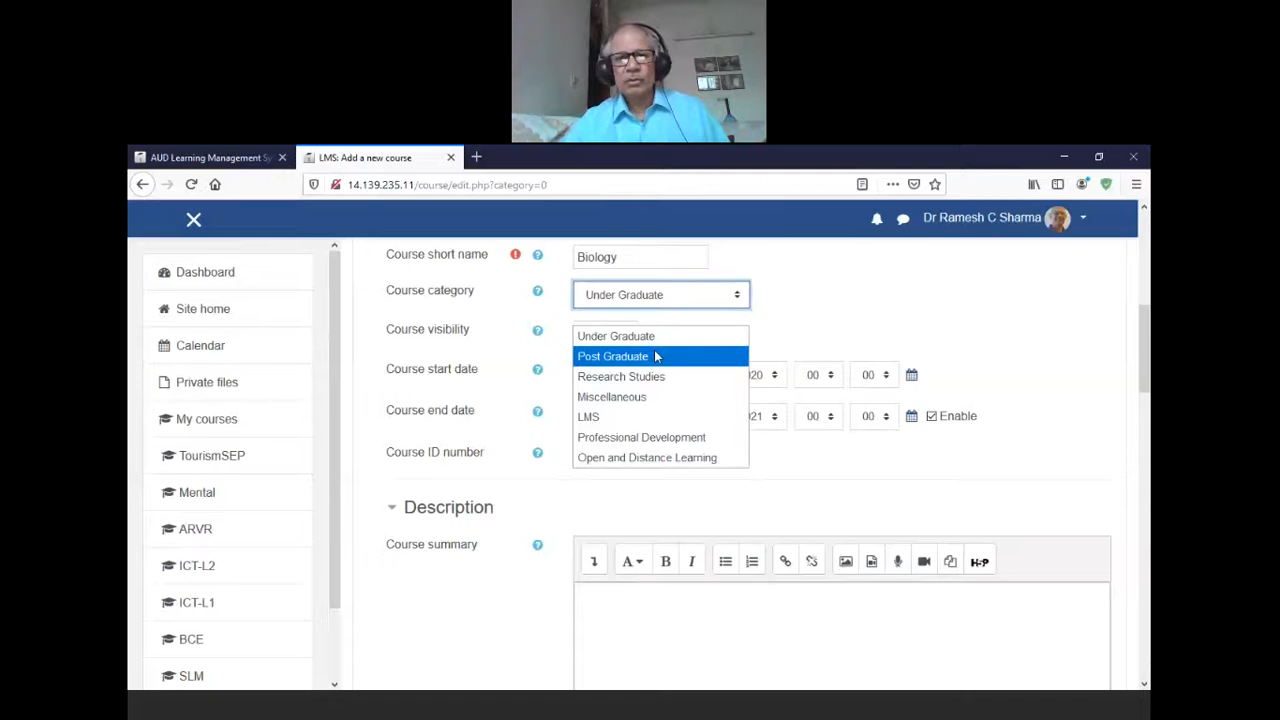 AUD Learning Management Sy
LMS: Add a new course
14.139.235.11/course/edit.php?category=0
Dr Ramesh C Sharma
Dashboard
Site home
Calendar
Private files
My courses
TourismSEP
Mental
ARVR
ICT-L2
ICT-L1
BCE
SLM
Course short name
Biology
Course category
Under Graduate
Course visibility
Under Graduate
Post Graduate
Research Studies
Miscellaneous
LMS
Professional Development
Open and Distance Learning
Course start date
20 00 00
Course end date
021 00 00 Enable
Course ID number
Description
Course summary
A B I H-P